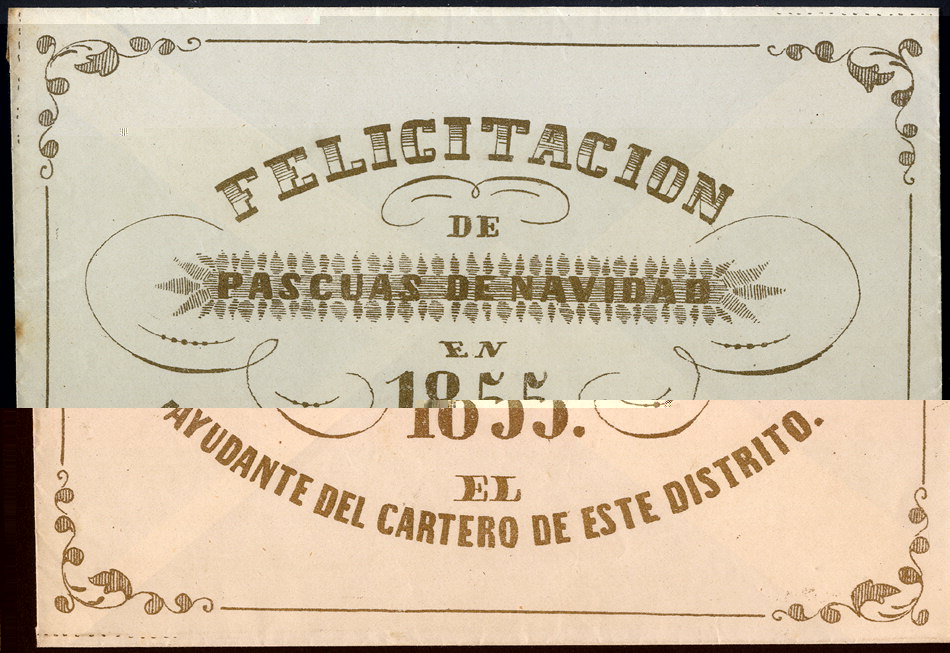 FELICITACION
DE
PASCUAS DE NAVIDAD
EN
1855.
EL
AYUDANTE DEL CARTERO DE ESTE DISTRITO.